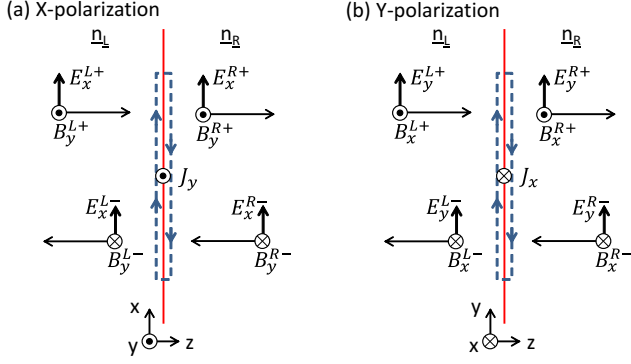 (a) X-polarization
n_L n_R
E_x^{L+} E_x^{R+}
B_y^{L+} B_y^{R+}
J_y
E_x^{L-} E_x^{R-}
B_y^{L-} B_y^{R-}
x
y z
(b) Y-polarization
n_L n_R
E_y^{L+} E_y^{R+}
B_x^{L+} B_x^{R+}
J_x
E_y^{L-} E_y^{R-}
B_x^{L-} B_x^{R-}
y
x z